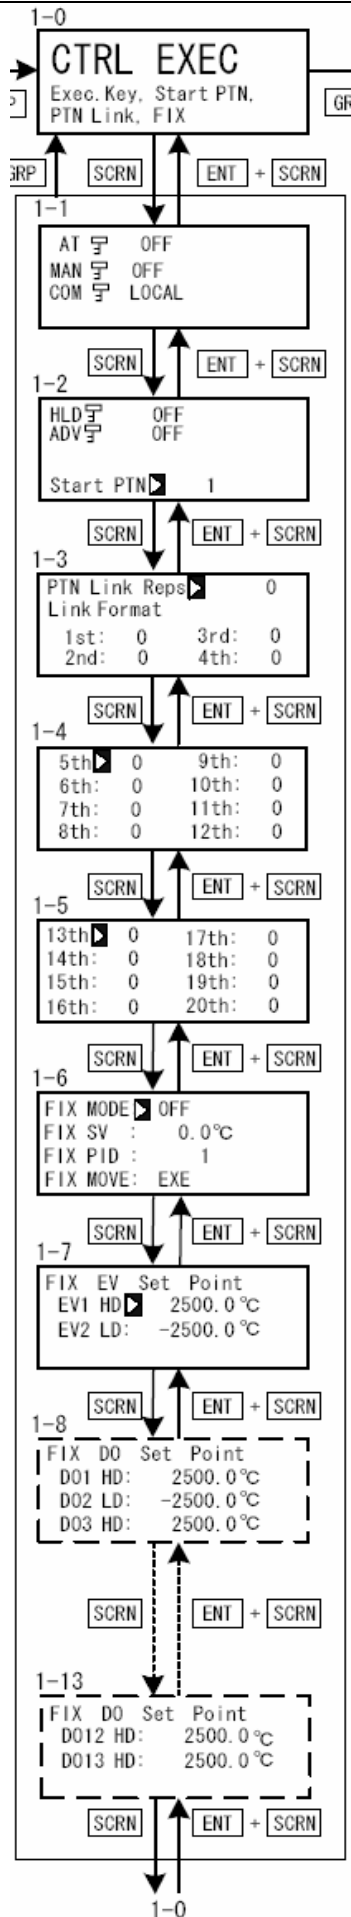 1-0
CTRL EXEC
Exec. Key, Start PTN,
PTN Link, FIX
GRP SCRN ENT + SCRN
1-1
AT OFF
MAN OFF
COM LOCAL
SCRN ENT + SCRN
1-2
HLD OFF
ADV OFF
Start PTN 1
SCRN ENT + SCRN
1-3
PTN Link Reps 0
Link Format
1st: 0 3rd: 0
2nd: 0 4th: 0
SCRN ENT + SCRN
1-4
5th 0 9th: 0
6th: 0 10th: 0
7th: 0 11th: 0
8th: 0 12th: 0
SCRN ENT + SCRN
1-5
13th 0 17th: 0
14th: 0 18th: 0
15th: 0 19th: 0
16th: 0 20th: 0
SCRN ENT + SCRN
1-6
FIX MODE OFF
FIX SV : 0.0℃
FIX PID : 1
FIX MOVE: EXE
SCRN ENT + SCRN
1-7
FIX EV Set Point
EV1 HD 2500.0℃
EV2 LD: -2500.0℃
SCRN ENT + SCRN
1-8
FIX DO Set Point
DO1 HD: 2500.0℃
DO2 LD: -2500.0℃
DO3 HD: 2500.0℃
SCRN ENT + SCRN
1-13
FIX DO Set Point
DO12 HD: 2500.0℃
DO13 HD: 2500.0℃
SCRN ENT + SCRN
1-0